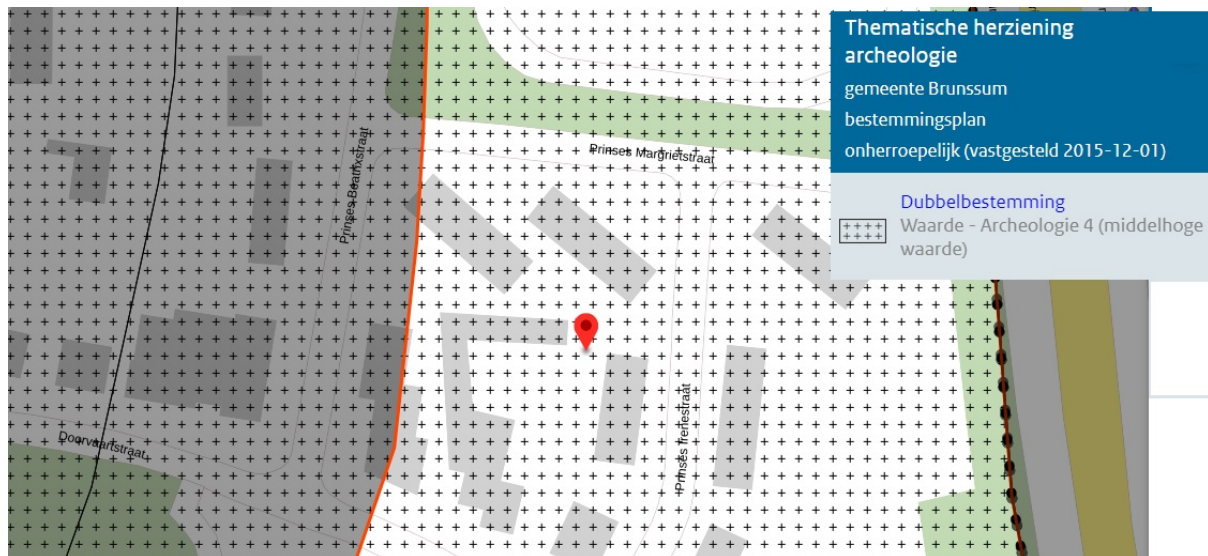 Thematische herziening
archeologie
gemeente Brunssum
bestemmingsplan
onherroepelijk (vastgesteld 2015-12-01)
Dubbelbestemming
Waarde - Archeologie 4 (middelhoge
waarde)
Prinses Margrietstraat
Prinses Beatrixstraat
Prinses Irenestraat
Doorvaartstraat